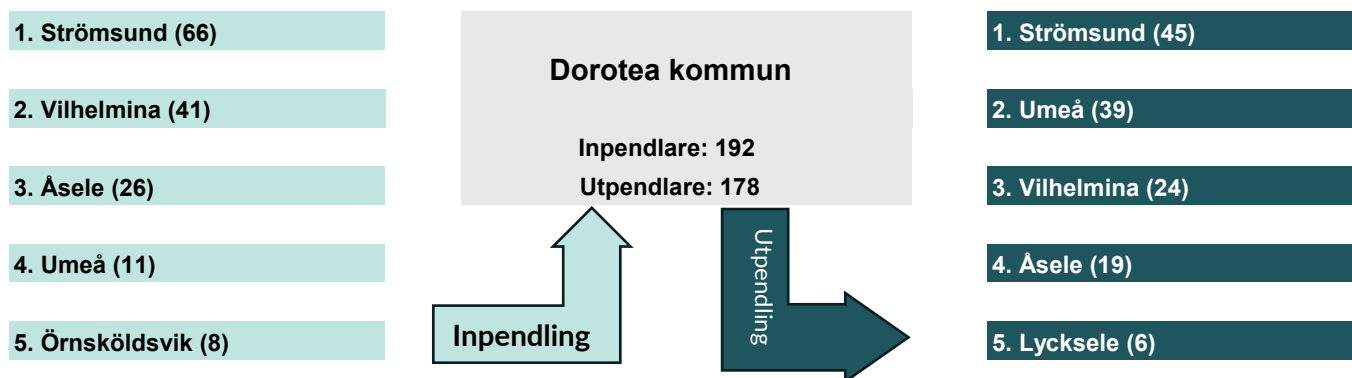 1. Strömsund (66)
2. Vilhelmina (41)
3. Åsele (26)
4. Umeå (11)
5. Örnsköldsvik (8)
Dorotea kommun
Inpendlare: 192
Utpendlare: 178
Inpendling
Utpendling
1. Strömsund (45)
2. Umeå (39)
3. Vilhelmina (24)
4. Åsele (19)
5. Lycksele (6)